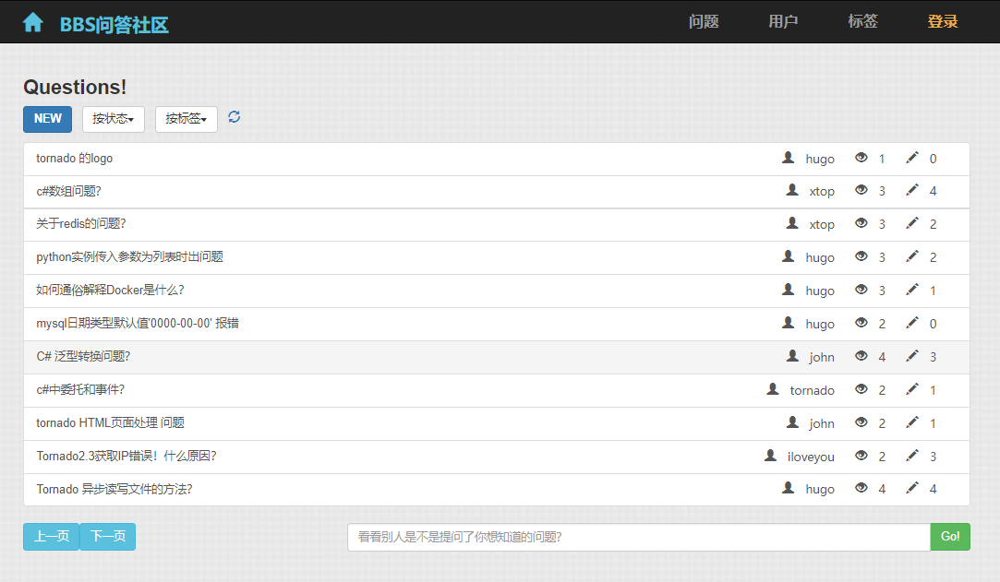 BBS问答社区 问题 用户 标签 登录
Questions!
NEW 按状态 按标签
tornado 的logo hugo 1 0
c#数组问题? xtop 3 4
关于redis的问题? xtop 3 2
python实例传入参数为列表时出问题 hugo 3 2
如何通俗解释Docker是什么? hugo 3 1
mysql日期类型默认值'0000-00-00' 报错 hugo 2 0
C# 泛型转换问题? john 4 3
c#中委托和事件? tornado 2 1
tornado HTML页面处理 问题 john 2 1
Tornado2.3获取IP错误！什么原因? iloveyou 2 3
Tornado 异步读写文件的方法? hugo 4 4
上一页 下一页 看看别人是不是提问了你想知道的问题? Go!